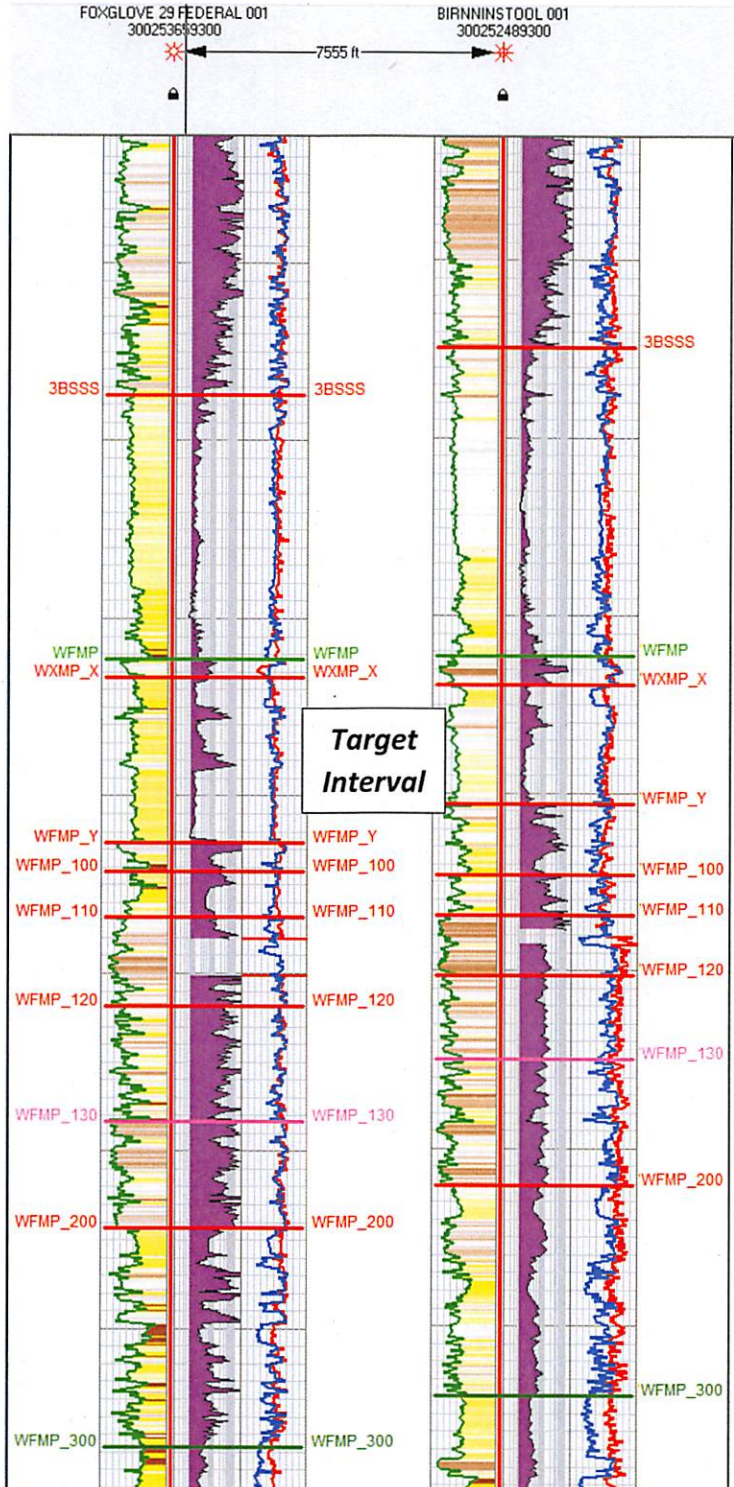 FOXGLOVE 29 FEDERAL 001
300253659300
BIRNNINSTOOL 001
300252489300
7555 ft
3BSSS
3BSSS
3BSSS
WFMP
WFMP
WFMP
WXMP_X
WXMP_X
WXMP_X
Target
Interval
WFMP_Y
WFMP_Y
WFMP_Y
WFMP_100
WFMP_100
WFMP_100
WFMP_110
WFMP_110
WFMP_110
WFMP_120
WFMP_120
WFMP_120
WFMP_130
WFMP_130
WFMP_130
WFMP_200
WFMP_200
WFMP_200
WFMP_300
WFMP_300
WFMP_300